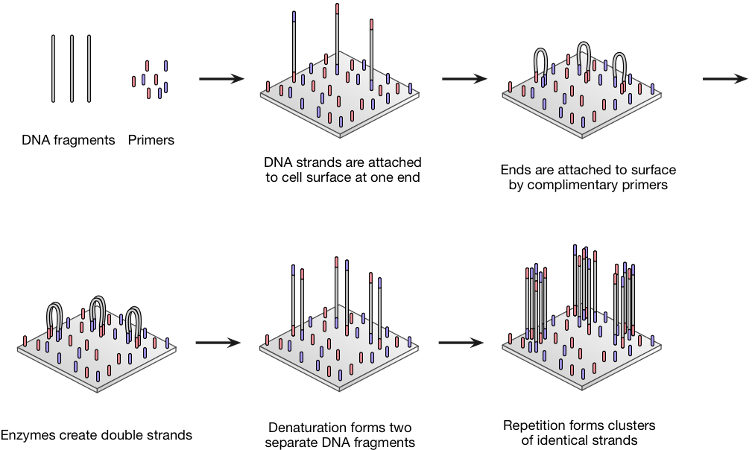 DNA fragments
Primers
DNA strands are attached
to cell surface at one end
Ends are attached to surface
by complimentary primers
Enzymes create double strands
Denaturation forms two
separate DNA fragments
Repetition forms clusters
of identical strands